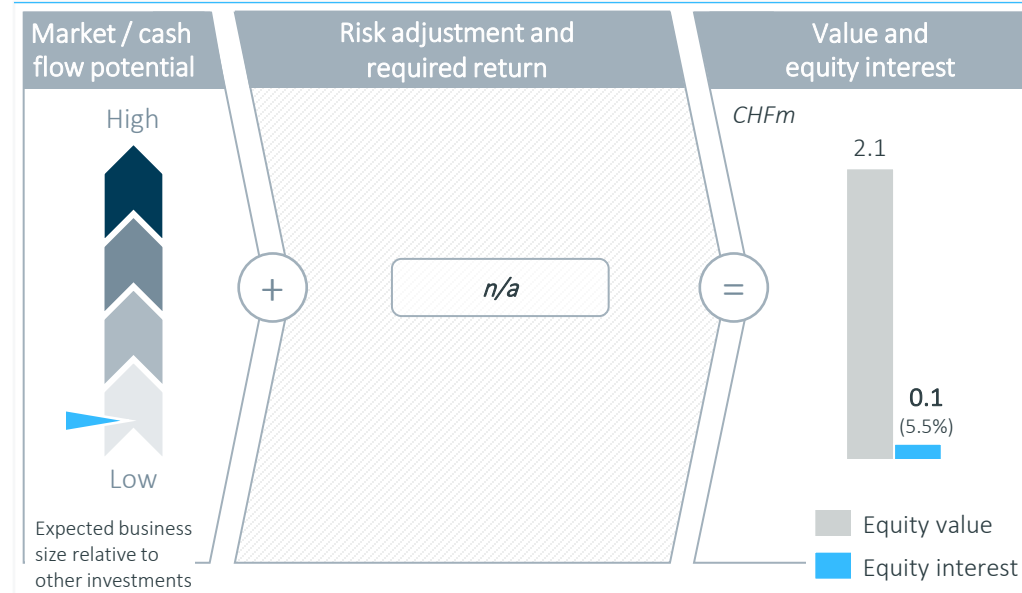 Market / cash
flow potential
Risk adjustment and
required return
Value and
equity interest
High
Low
Expected business
size relative to
other investments
+
n/a
=
CHFm
2.1
0.1
(5.5%)
Equity value
Equity interest